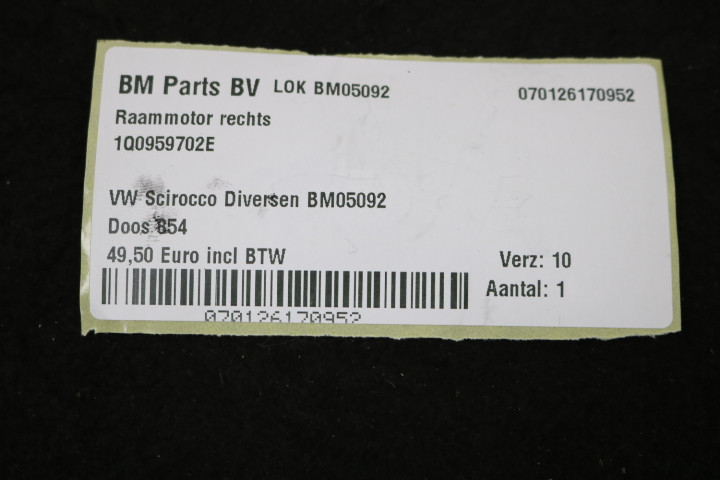 BM Parts BV LOK BM05092 070126170952
Raammotor rechts
1Q0959702E
VW Scirocco Diversen BM05092
Doos 854
49,50 Euro incl BTW Verz: 10
Aantal: 1
070126170952